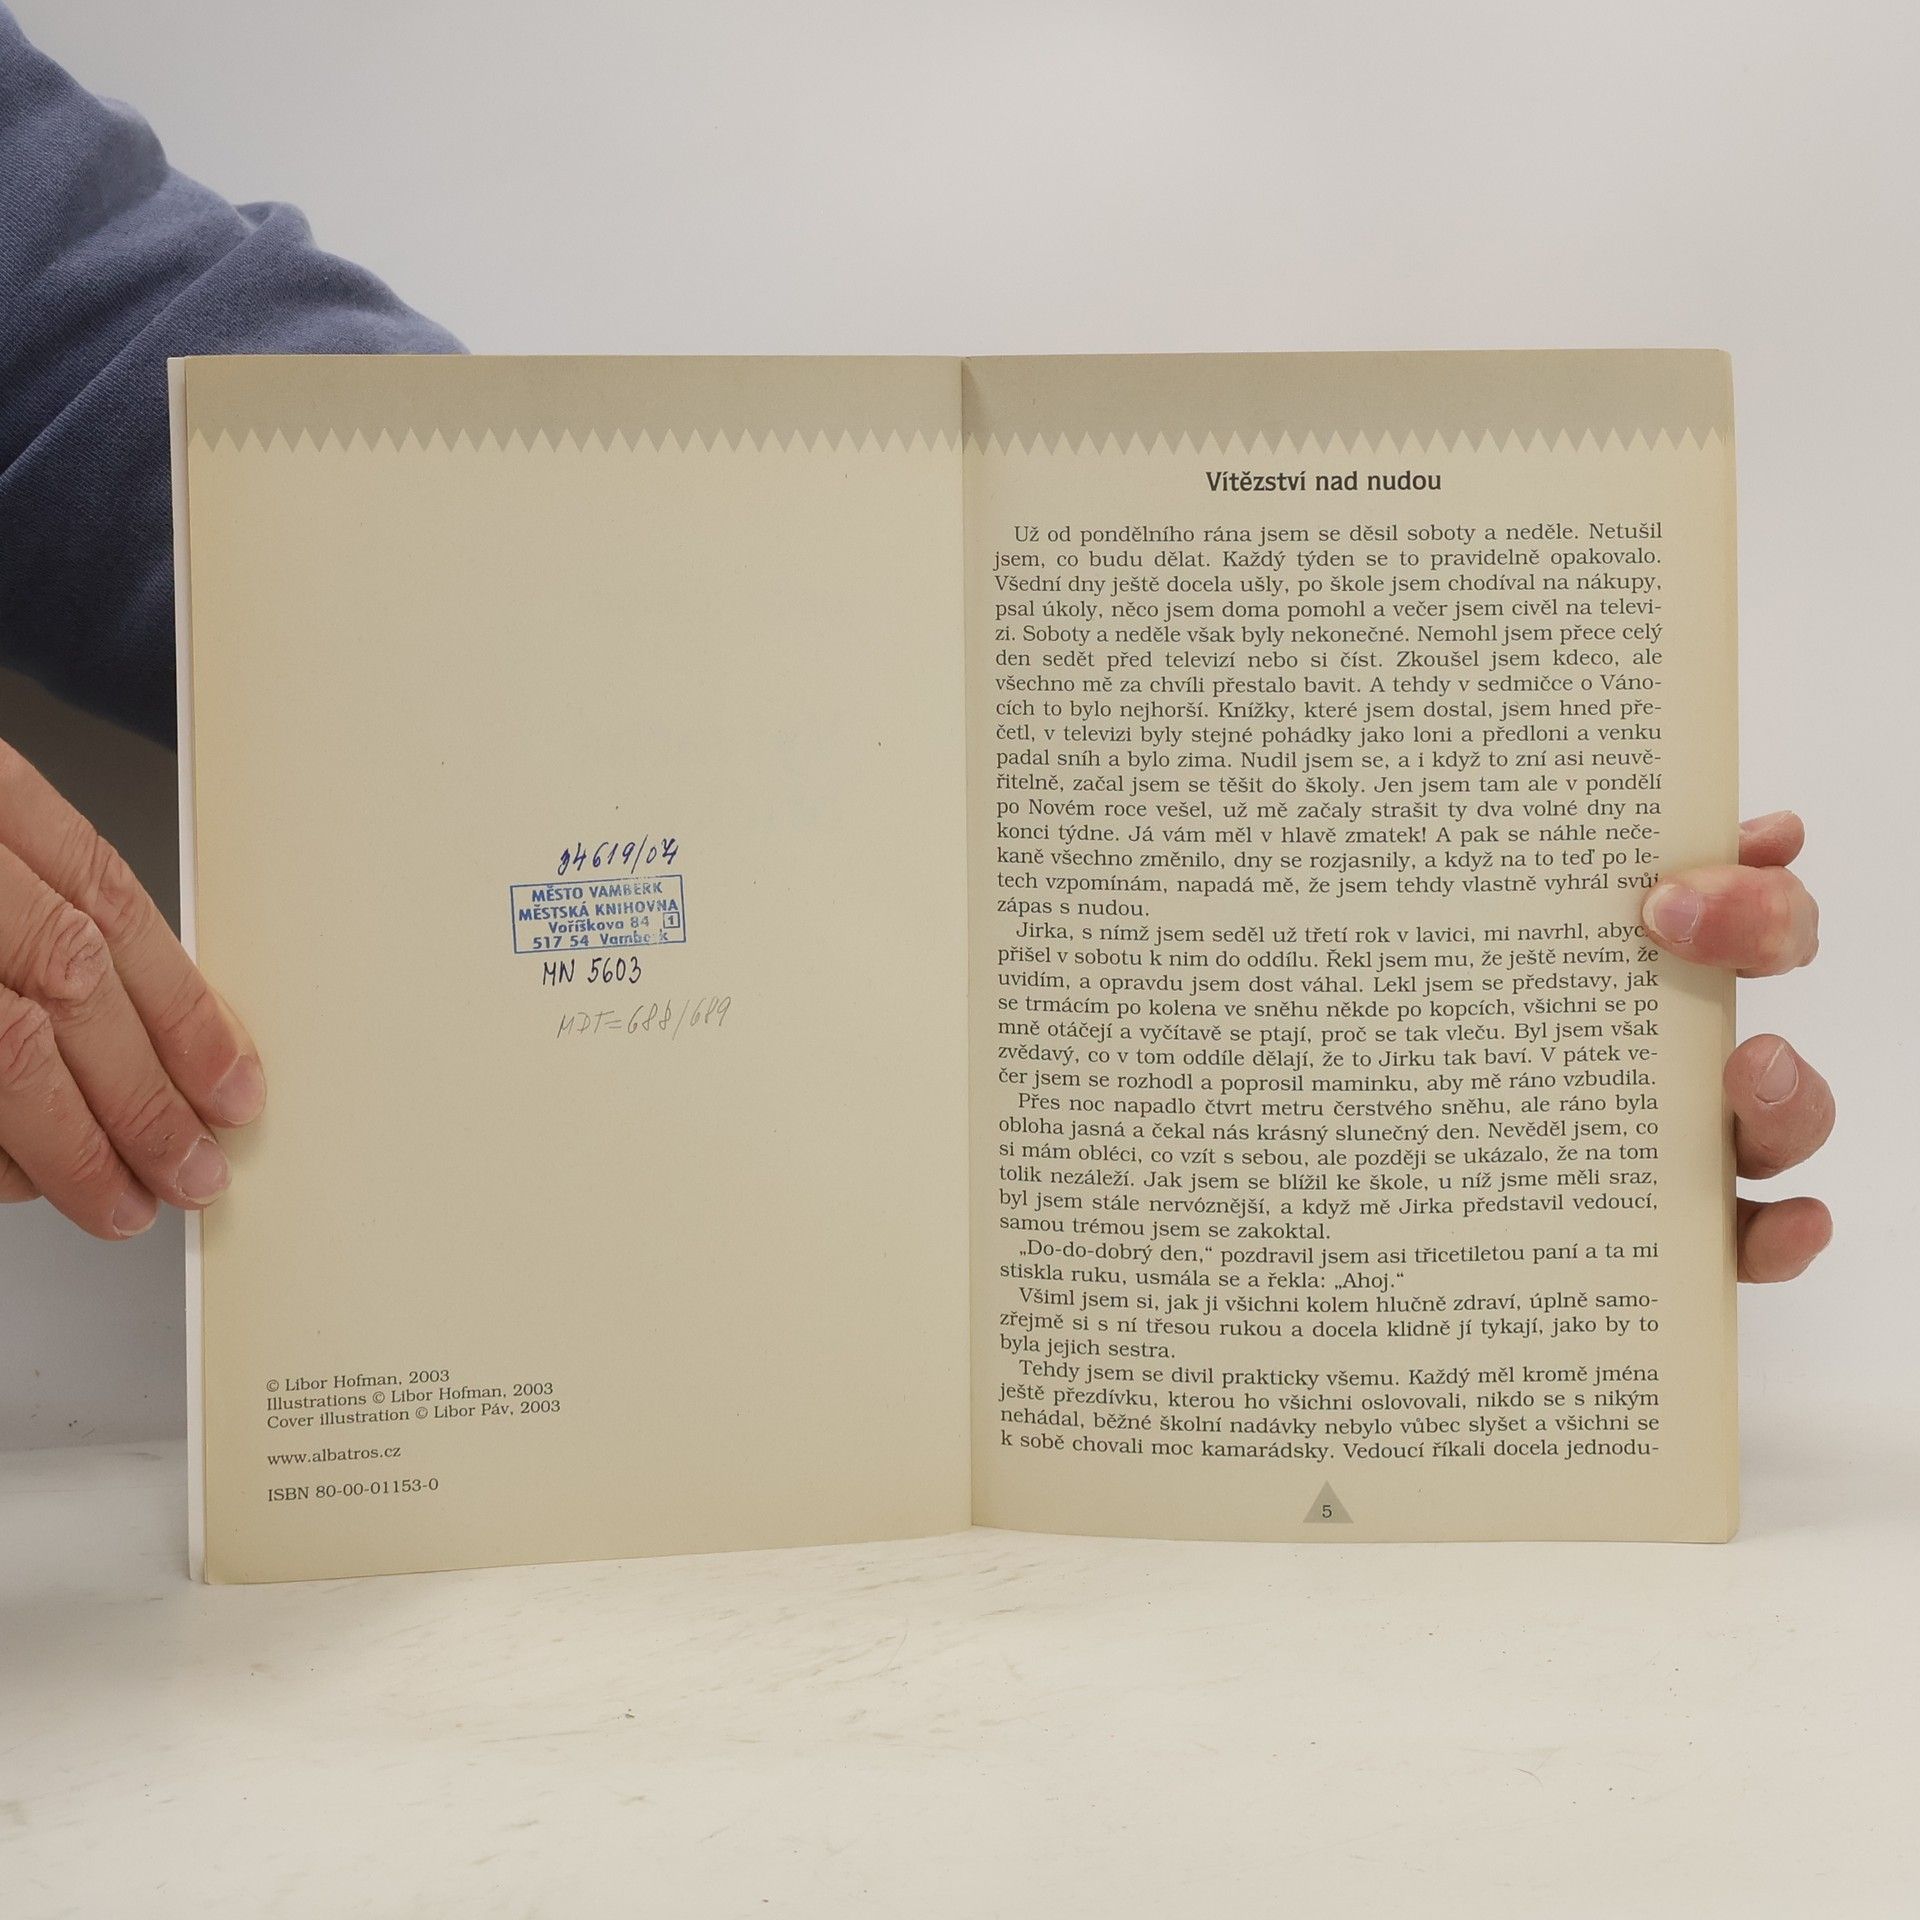 34619/04
MĚSTO VAMBERK
MĚSTSKÁ KNIHOVNA
Voříškova 84 1
517 54 Vamberk
MN 5603
MDT=688/689
© Libor Hofman, 2003
Illustrations © Libor Hofman, 2003
Cover illustration © Libor Páv, 2003
www.albatros.cz
ISBN 80-00-01153-0
Vítězství nad nudou
Už od pondělního rána jsem se děsil soboty a neděle. Netušil
jsem, co budu dělat. Každý týden se to pravidelně opakovalo.
Všední dny ještě docela ušly, po škole jsem chodíval na nákupy,
psal úkoly, něco jsem doma pomohl a večer jsem civěl na televi-
zi. Soboty a neděle však byly nekonečné. Nemohl jsem přece celý
den sedět před televizí nebo si číst. Zkoušel jsem kdeco, ale
všechno mě za chvíli přestalo bavit. A tehdy v sedmičce o Váno-
cích to bylo nejhorší. Knížky, které jsem dostal, jsem hned pře-
četl, v televizi byly stejné pohádky jako loni a předloni a venku
padal sníh a bylo zima. Nudil jsem se, a i když to zní asi neuvě-
řitelně, začal jsem se těšit do školy. Jen jsem tam ale v pondělí
po Novém roce vešel, už mě začaly strašit ty dva volné dny na
konci týdne. Já vám měl v hlavě zmatek! A pak se náhle neče-
kaně všechno změnilo, dny se rozjasnily, a když na to teď po le-
tech vzpomínám, napadá mě, že jsem tehdy vlastně vyhrál svůj
zápas s nudou.
Jirka, s nímž jsem seděl už třetí rok v lavici, mi navrhl, abyc
přišel v sobotu k nim do oddílu. Řekl jsem mu, že ještě nevím, že
uvidím, a opravdu jsem dost váhal. Lekl jsem se představy, jak
se trmácím po kolena ve sněhu někde po kopcích, všichni se po
mně otáčejí a vyčítavě se ptají, proč se tak vleču. Byl jsem však
zvědavý, co v tom oddíle dělají, že to Jirku tak baví. V pátek ve-
čer jsem se rozhodl a poprosil maminku, aby mě ráno vzbudila.
Přes noc napadlo čtvrt metru čerstvého sněhu, ale ráno byla
obloha jasná a čekal nás krásný slunečný den. Nevěděl jsem, co
si mám obléci, co vzít s sebou, ale později se ukázalo, že na tom
tolik nezáleží. Jak jsem se blížil ke škole, u níž jsme měli sraz,
byl jsem stále nervóznější, a když mě Jirka představil vedoucí,
samou trémou jsem se zakoktal.
„Do-do-dobrý den,“ pozdravil jsem asi třicetiletou paní a ta mi
stiskla ruku, usmála se a řekla: „Ahoj.“
Všiml jsem si, jak ji všichni kolem hlučně zdraví, úplně samo-
zřejmě si s ní třesou rukou a docela klidně jí tykají, jako by to
byla jejich sestra.
Tehdy jsem se divil prakticky všemu. Každý měl kromě jména
ještě přezdívku, kterou ho všichni oslovovali, nikdo se s nikým
nehádal, běžné školní nadávky nebylo vůbec slyšet a všichni se
k sobě chovali moc kamarádsky. Vedoucí říkali docela jednodu-
5